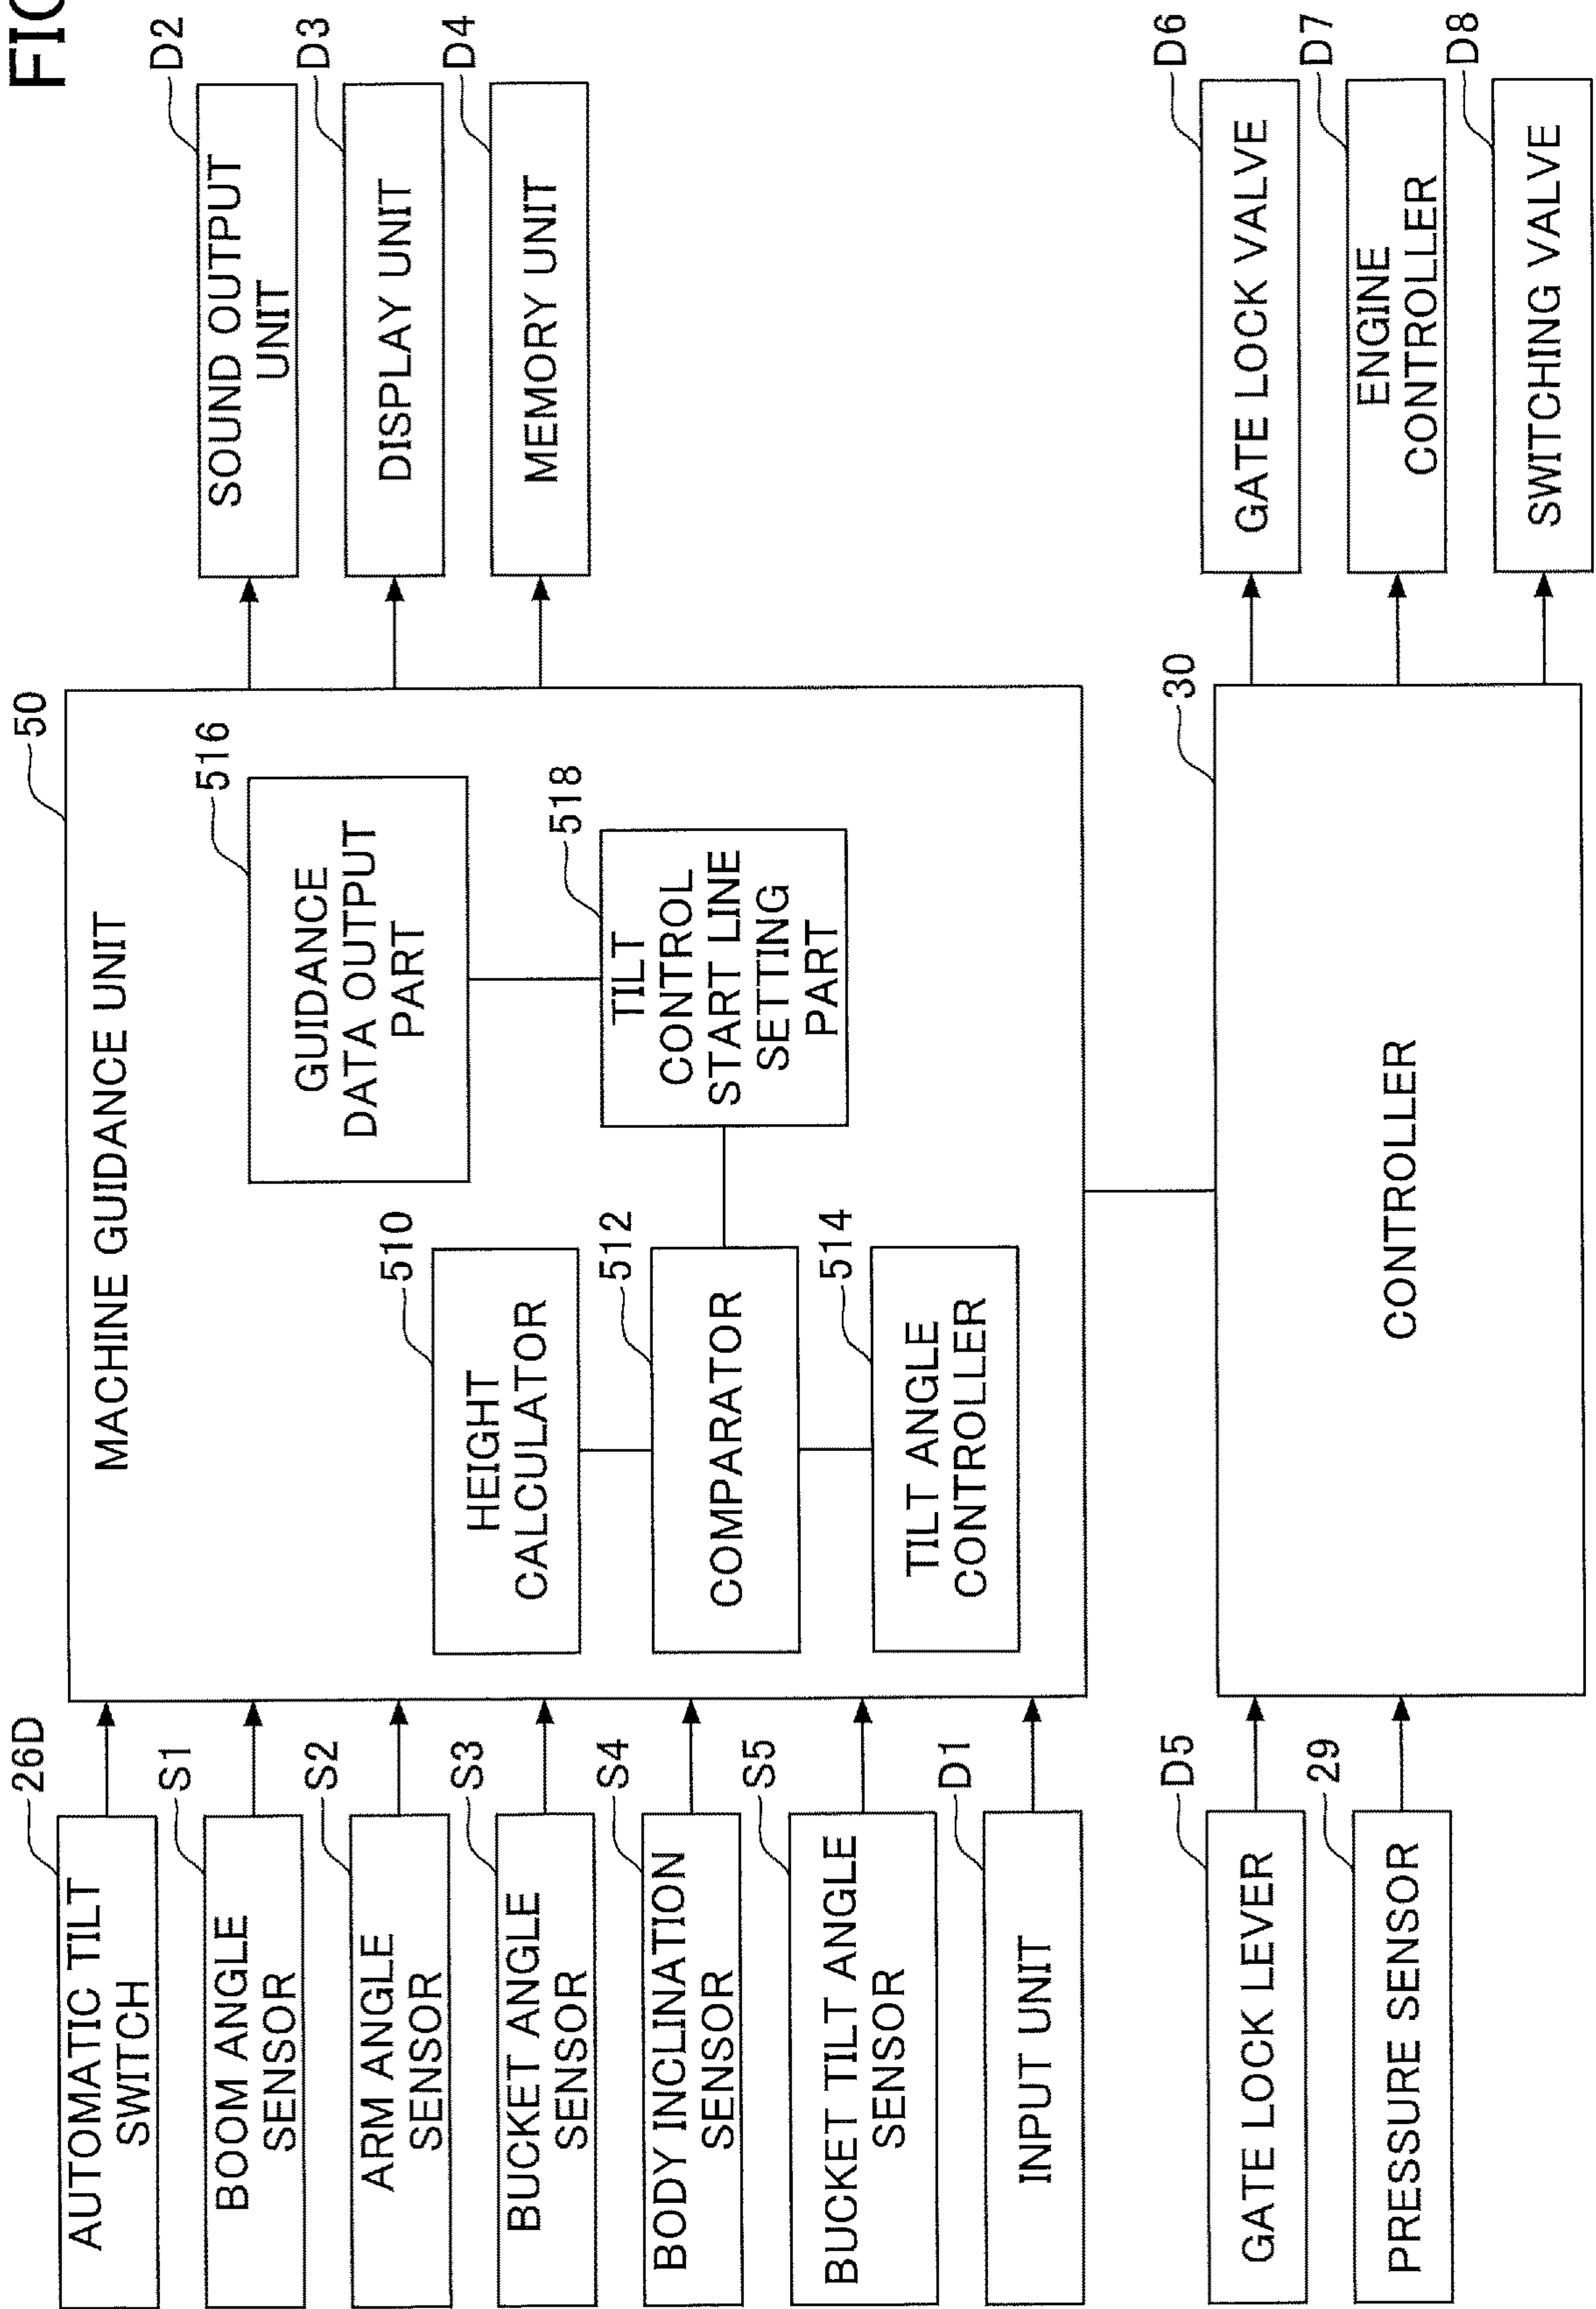 FIG
26D
AUTOMATIC TILT
SWITCH
S1
BOOM ANGLE
SENSOR
S2
ARM ANGLE
SENSOR
S3
BUCKET ANGLE
SENSOR
S4
BODY INCLINATION
SENSOR
S5
BUCKET TILT ANGLE
SENSOR
D1
INPUT UNIT
D5
GATE LOCK LEVER
29
PRESSURE SENSOR
50
MACHINE GUIDANCE UNIT
510
HEIGHT
CALCULATOR
512
COMPARATOR
514
TILT ANGLE
CONTROLLER
516
GUIDANCE
DATA OUTPUT
PART
518
TILT
CONTROL
START LINE
SETTING
PART
30
CONTROLLER
D2
SOUND OUTPUT
UNIT
D3
DISPLAY UNIT
D4
MEMORY UNIT
D6
GATE LOCK VALVE
D7
ENGINE
CONTROLLER
D8
SWITCHING VALVE